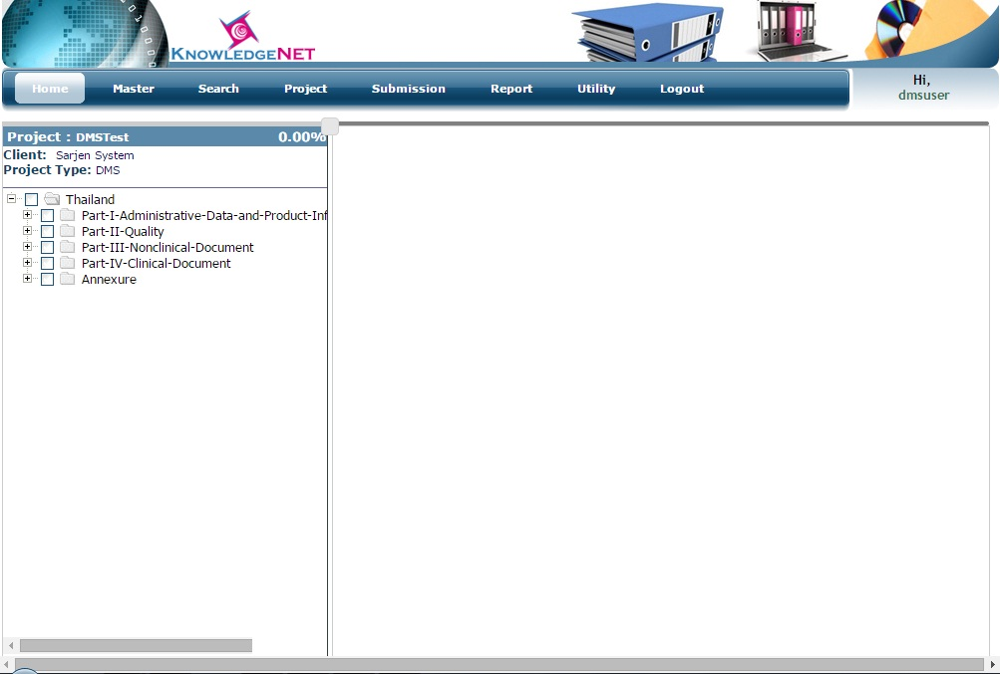 KNOWLEDGENET
Home Master Search Project Submission Report Utility Logout
Hi,
dmsuser
Project : DMSTest 0.00%
Client: Sarjen System
Project Type: DMS
Thailand
Part-I-Administrative-Data-and-Product-Inf
Part-II-Quality
Part-III-Nonclinical-Document
Part-IV-Clinical-Document
Annexure